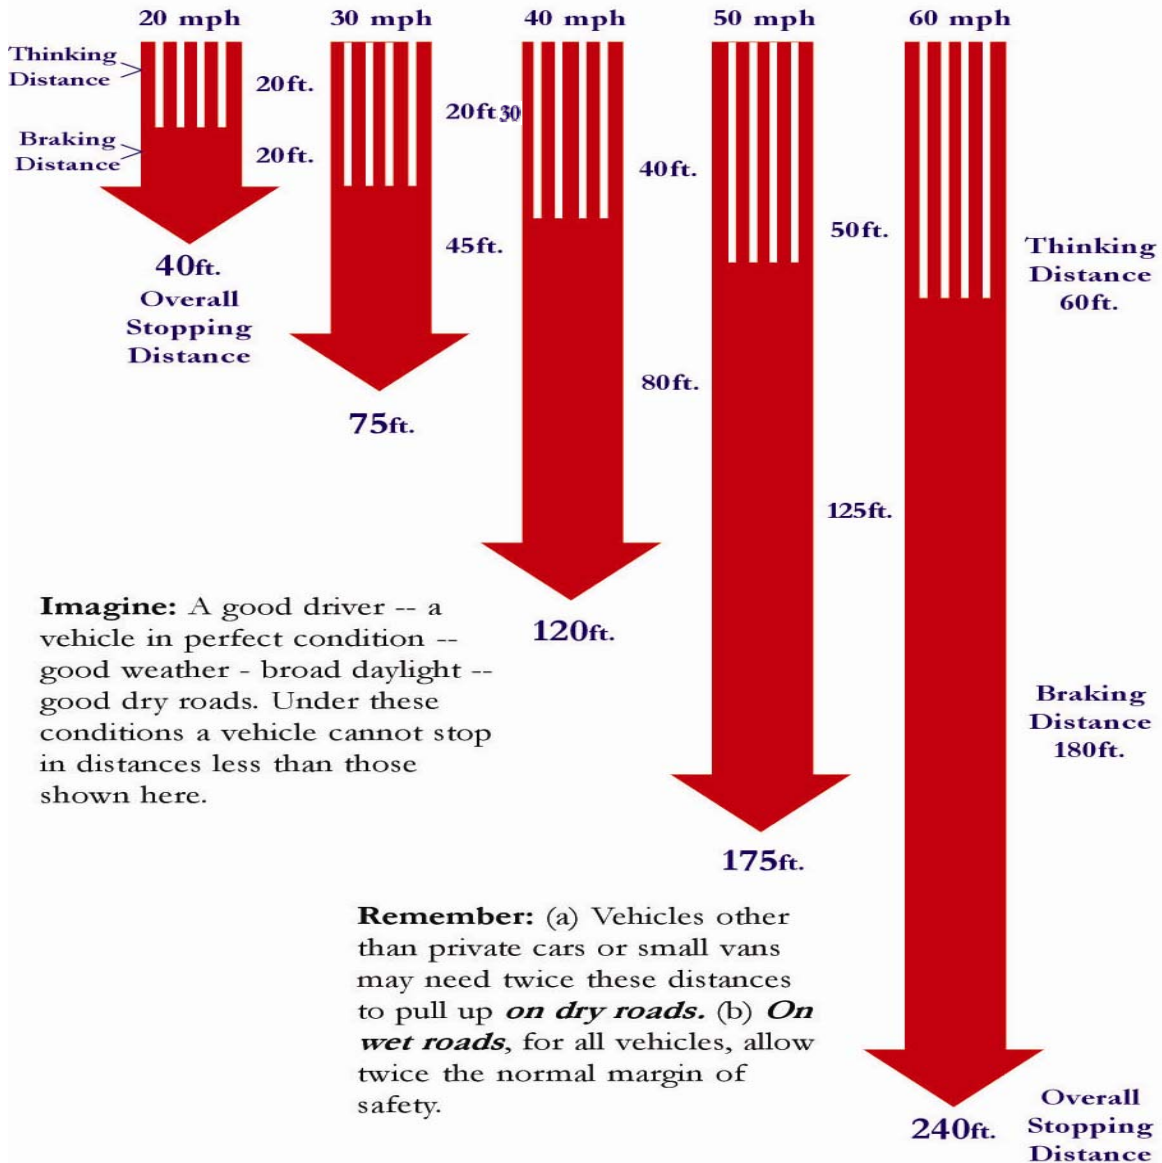 20 mph
30 mph
40 mph
50 mph
60 mph
Thinking
Distance
20ft.
Braking
Distance
20ft.
40ft.
Overall
Stopping
Distance
20ft 30
45ft.
75ft.
40ft.
80ft.
120ft.
50ft.
125ft.
175ft.
Thinking
Distance
60ft.
Braking
Distance
180ft.
240ft.
Overall
Stopping
Distance
Imagine: A good driver -- a
vehicle in perfect condition --
good weather - broad daylight --
good dry roads. Under these
conditions a vehicle cannot stop
in distances less than those
shown here.
Remember: (a) Vehicles other
than private cars or small vans
may need twice these distances
to pull up on dry roads. (b) On
wet roads, for all vehicles, allow
twice the normal margin of
safety.